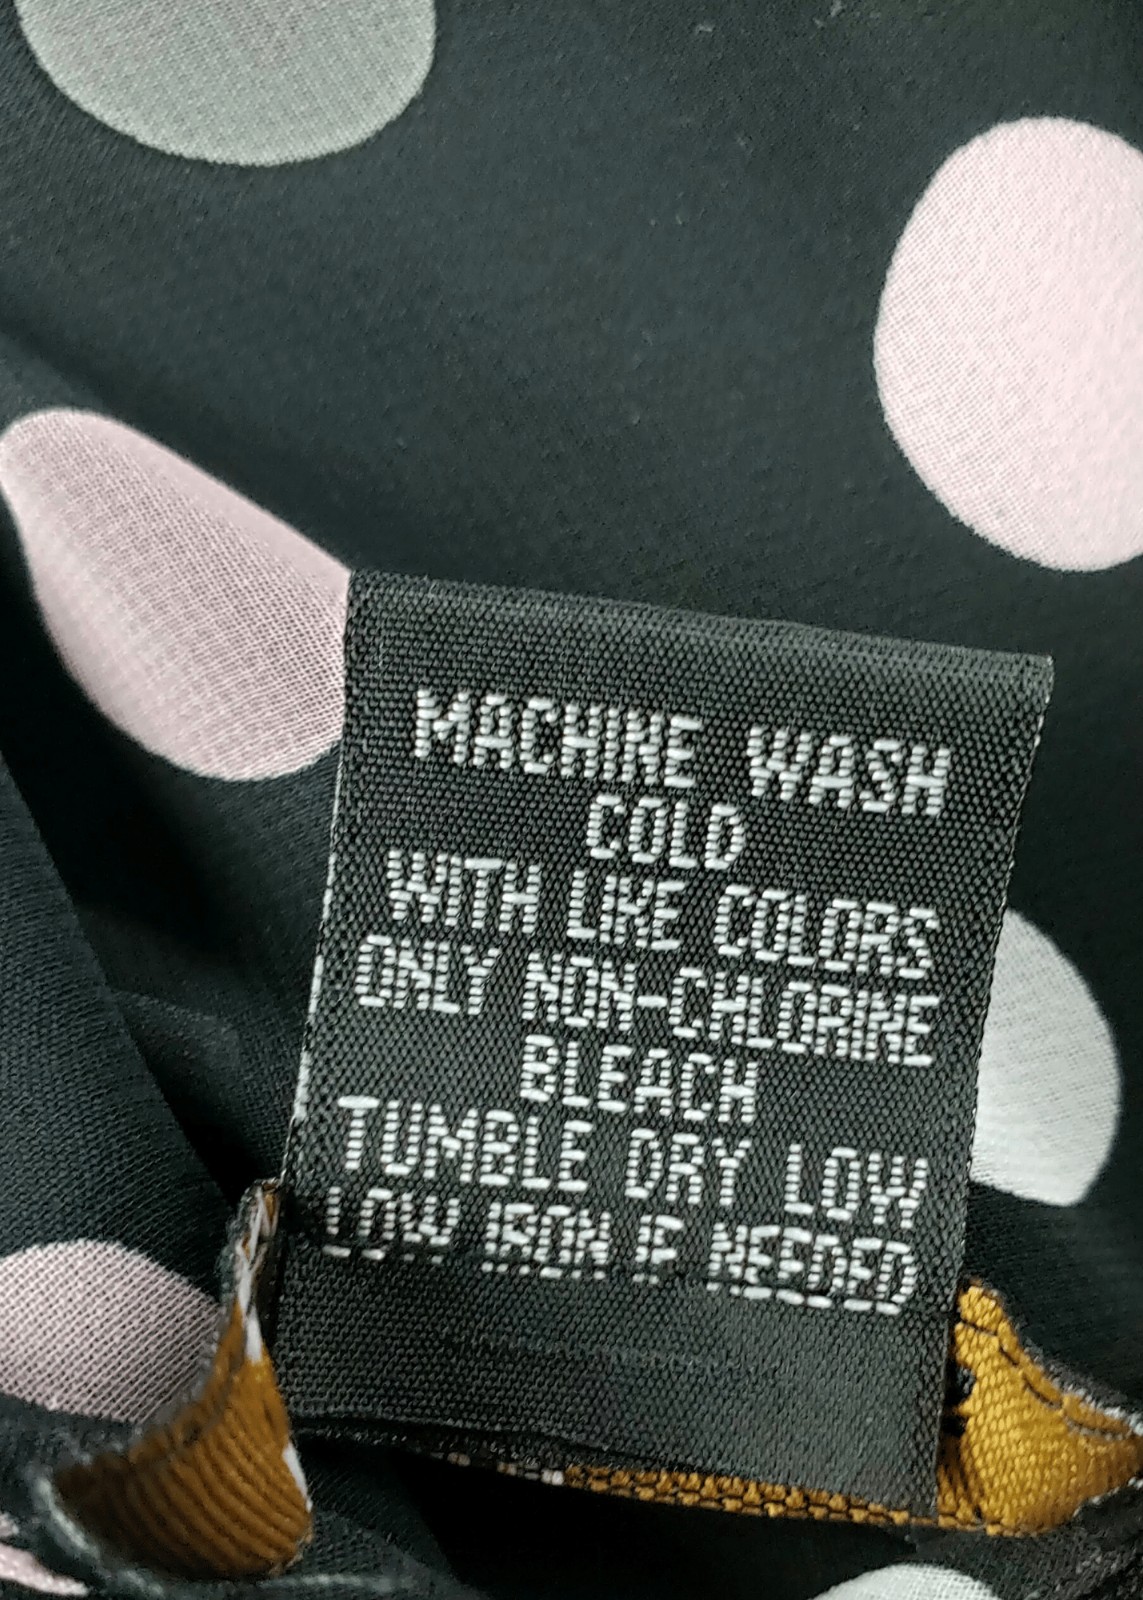 MACHINE WASH
COLD
WITH LIKE COLORS
ONLY NON-CHLORINE
BLEACH
TUMBLE DRY LOW
LOW IRON IF NEEDED